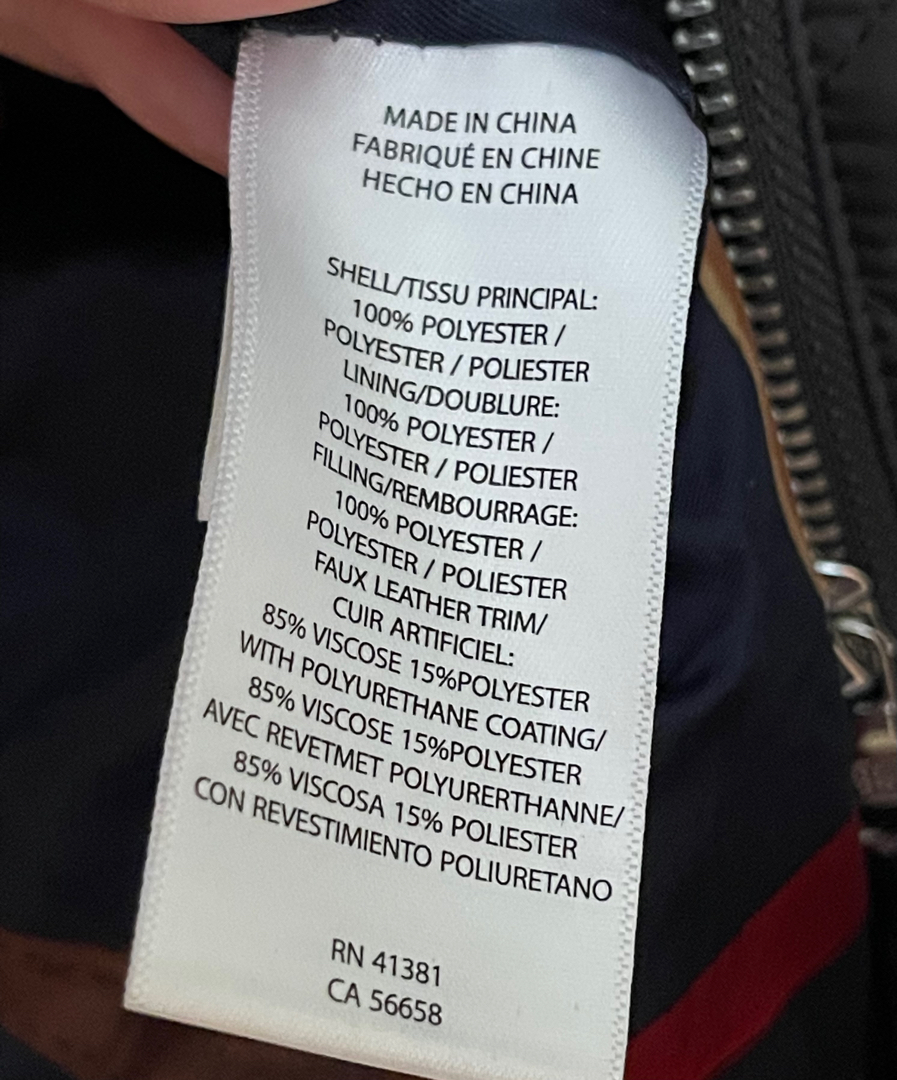 MADE IN CHINA
FABRIQUÉ EN CHINE
HECHO EN CHINA
SHELL/TISSU PRINCIPAL:
100% POLYESTER /
POLYESTER / POLIESTER
LINING/DOUBLURE:
100% POLYESTER /
POLYESTER / POLIESTER
FILLING/REMBOURRAGE:
100% POLYESTER /
POLYESTER / POLIESTER
FAUX LEATHER TRIM/
CUIR ARTIFICIEL:
85% VISCOSE 15%POLYESTER
WITH POLYURETHANE COATING/
85% VISCOSE 15%POLYESTER
AVEC REVETMET POLYURERTHANNE/
85% VISCOSA 15% POLIESTER
CON REVESTIMIENTO POLIURETANO
RN 41381
CA 56658